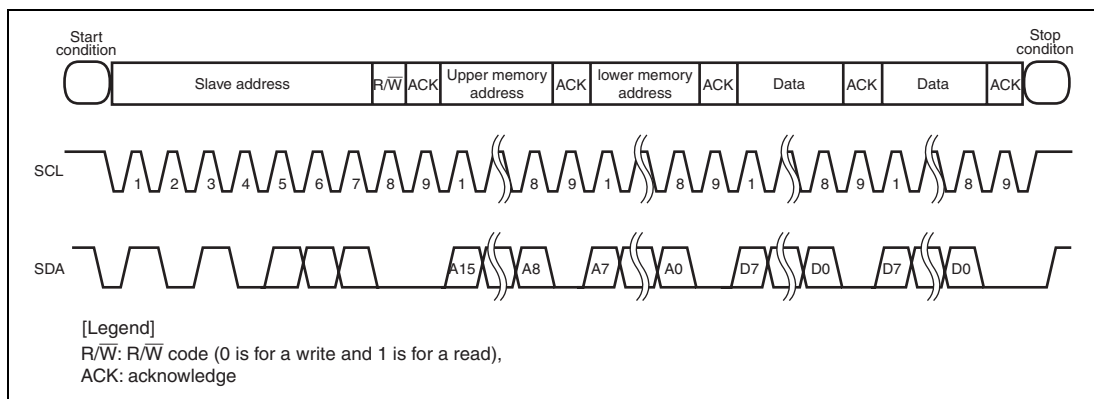 Start
condition
Stop
conditon
Slave address R/W̅ ACK Upper memory
address ACK lower memory
address ACK Data ACK Data ACK
SCL 1 2 3 4 5 6 7 8 9 1 8 9 1 8 9 1 8 9 1 8 9
SDA A15 A8 A7 A0 D7 D0 D7 D0
[Legend]
R/W̅: R/W̅ code (0 is for a write and 1 is for a read),
ACK: acknowledge